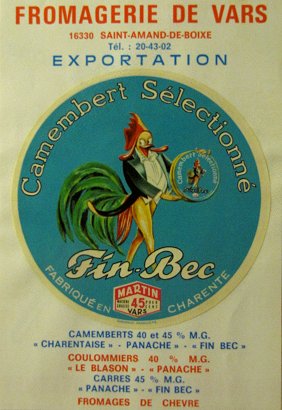 FROMAGERIE DE VARS
16330 SAINT-AMAND-DE-BOIXE
Tél. : 20-43-02
EXPORTATION
Camembert Sélectionné
Camembert Sélectionné
Fin-Bec
MARTIN
45
VARS
FABRIQUÉ EN CHARENTE
CAMEMBERTS 40 et 45 % M.G.
« CHARENTAISE » - PANACHE » - « FIN BEC »
COULOMMIERS 40 % M.G.
« LE BLASON » - « PANACHE »
CARRES 45 % M.G.
« PANACHE » - « FIN BEC »
FROMAGES DE CHEVRE